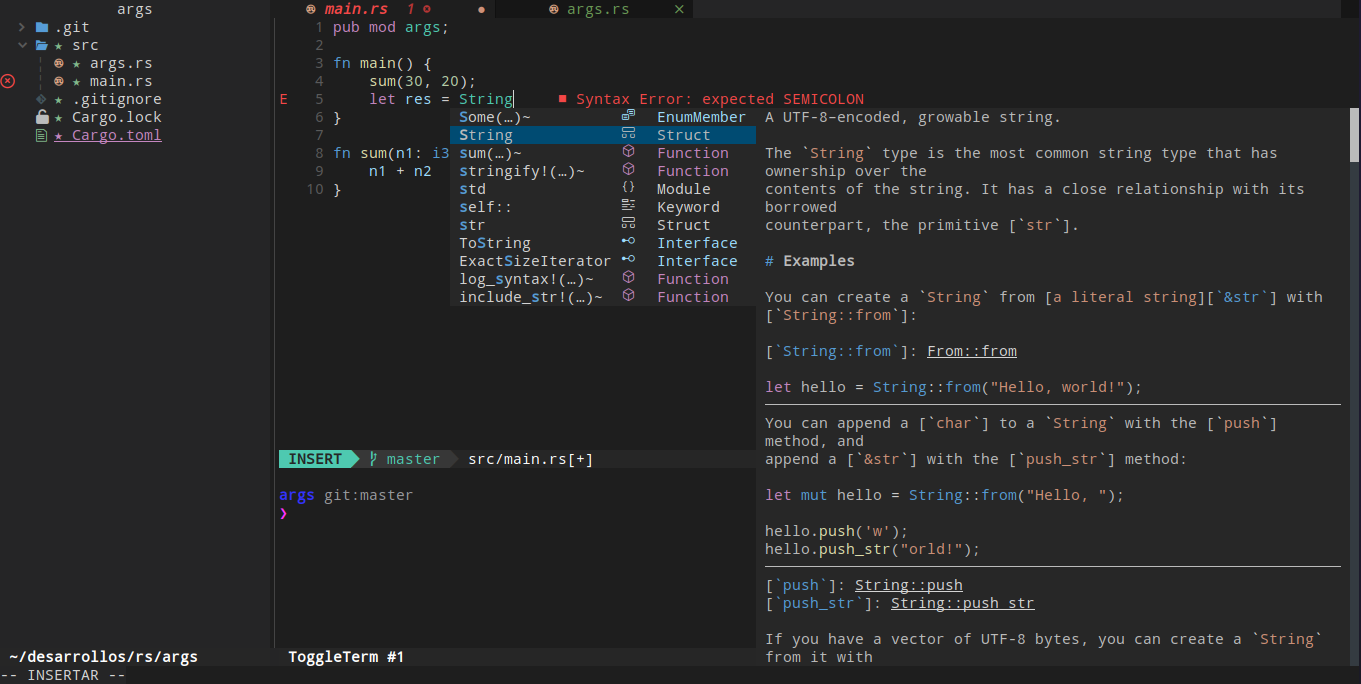 args
.git
src
args.rs
main.rs
.gitignore
Cargo.lock
Cargo.toml
~/desarrollos/rs/args
main.rs 1
args.rs ✕
1 pub mod args;
2
3 fn main() {
4 sum(30, 20);
E 5 let res = String ■ Syntax Error: expected SEMICOLON
6 }
7
8 fn sum(n1: i3
9 n1 + n2
10 }
Some(…)~ EnumMember
String Struct
sum(…)~ Function
stringify!(…)~ Function
std {} Module
self:: Keyword
str Struct
ToString Interface
ExactSizeIterator Interface
log_syntax!(…)~ Function
include_str!(…)~ Function
A UTF-8-encoded, growable string.
The `String` type is the most common string type that has
ownership over the
contents of the string. It has a close relationship with its
borrowed
counterpart, the primitive [`str`].
# Examples
You can create a `String` from [a literal string][`&str`] with
[`String::from`]:
[`String::from`]: From::from
let hello = String::from("Hello, world!");
You can append a [`char`] to a `String` with the [`push`]
method, and
append a [`&str`] with the [`push_str`] method:
let mut hello = String::from("Hello, ");
hello.push('w');
hello.push_str("orld!");
[`push`]: String::push
[`push_str`]: String::push_str
If you have a vector of UTF-8 bytes, you can create a `String`
from it with
INSERT master src/main.rs[+]
args git:master
❯
ToggleTerm #1
-- INSERTAR --